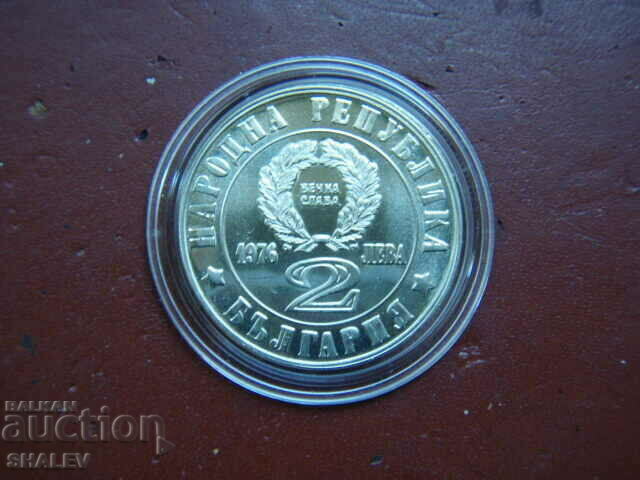 НАРОДНА РЕПУБЛИКА
ВЕЧНА
СЛАВА
1976 ЛЕВА
2
★ БЪЛГАРИЯ ★
BALKAN
auction
SHALEV